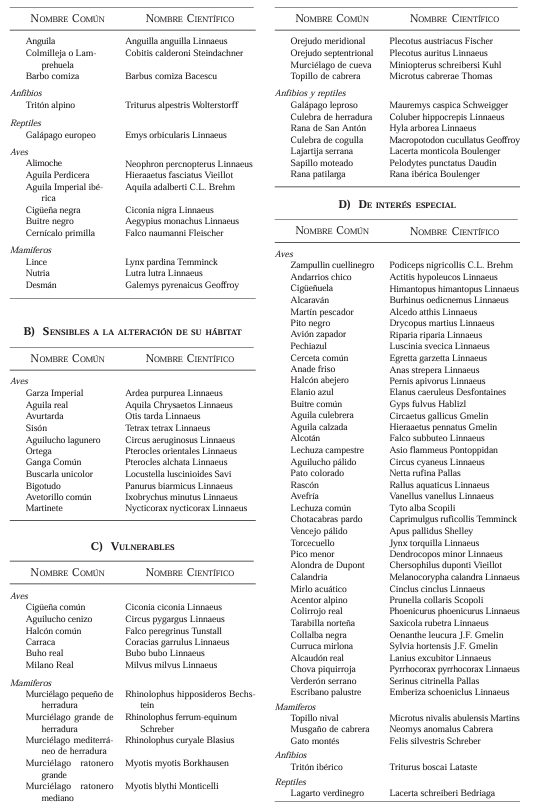 NOMBRE COMÚN NOMBRE CIENTÍFICO
Anguila Anguilla anguilla Linnaeus
Colmilleja o Lam- Cobitis calderoni Steindachner
prehuela
Barbo comiza Barbus comiza Bacescu
Anfibios
Tritón alpino Triturus alpestris Wolterstorff
Reptiles
Galápago europeo Emys orbicularis Linnaeus
Aves
Alimoche Neophron percnopterus Linnaeus
Aguila Perdicera Hieraaetus fasciatus Vieillot
Aguila Imperial ibé- Aquila adalberti C.L. Brehm
rica
Cigüeña negra Ciconia nigra Linnaeus
Buitre negro Aegypius monachus Linnaeus
Cernícalo primilla Falco naumanni Fleischer
Mamíferos
Lince Lynx pardina Temminck
Nutria Lutra lutra Linnaeus
Desmán Galemys pyrenaicus Geoffroy
B) SENSIBLES A LA ALTERACIÓN DE SU HÁBITAT
NOMBRE COMÚN NOMBRE CIENTÍFICO
Aves
Garza Imperial Ardea purpurea Linnaeus
Aguila real Aquila Chrysaetos Linnaeus
Avurtarda Otis tarda Linnaeus
Sisón Tetrax tetrax Linnaeus
Aguilucho lagunero Circus aeruginosus Linnaeus
Ortega Pterocles orientales Linnaeus
Ganga Común Pterocles alchata Linnaeus
Buscarla unicolor Locustella luscinioides Savi
Bigotudo Panurus biarmicus Linnaeus
Avetorillo común Ixobrychus minutus Linnaeus
Martinete Nycticorax nycticorax Linnaeus
C) VULNERABLES
NOMBRE COMÚN NOMBRE CIENTÍFICO
Aves
Cigüeña común Ciconia ciconia Linnaeus
Aguilucho cenizo Circus pygargus Linnaeus
Halcón común Falco peregrinus Tunstall
Carraca Coracias garrulus Linnaeus
Buho real Bubo bubo Linnaeus
Milano Real Milvus milvus Linnaeus
Mamíferos
Murciélago pequeño de Rhinolophus hipposideros Bechs-
herradura tein
Murciélago grande de Rhinolophus ferrum-equinum
herradura Schreber
Murciélago mediterrá- Rhinolophus curyale Blasius
neo de herradura
Murciélago ratonero Myotis myotis Borkhausen
grande
Murciélago ratonero Myotis blythi Monticelli
mediano
NOMBRE COMÚN NOMBRE CIENTÍFICO
Orejudo meridional Plecotus austriacus Fischer
Orejudo septentrional Plecotus auritus Linnaeus
Murciélago de cueva Miniopterus schreibersi Kuhl
Topillo de cabrera Microtus cabrerae Thomas
Anfibios y reptiles
Galápago leproso Mauremys caspica Schweigger
Culebra de herradura Coluber hippocrepis Linnaeus
Rana de San Antón Hyla arborea Linnaeus
Culebra de cogulla Macropotodon cucullatus Geoffroy
Lajartija serrana Lacerta monticola Boulenger
Sapillo moteado Pelodytes punctatus Daudin
Rana patilarga Rana ibérica Boulenger
D) DE INTERÉS ESPECIAL
NOMBRE COMÚN NOMBRE CIENTÍFICO
Aves
Zampullin cuellinegro Podiceps nigricollis C.L. Brehm
Andarrios chico Actitis hypoleucos Linnaeus
Cigüeñuela Himantopus himantopus Linnaeus
Alcaraván Burhinus oedicnemus Linnaeus
Martín pescador Alcedo atthis Linnaeus
Pito negro Drycopus martius Linnaeus
Avión zapador Riparia riparia Linnaeus
Pechiazul Luscinia svecica Linnaeus
Cerceta común Egretta garzetta Linnaeus
Anade friso Anas strepera Linnaeus
Halcón abejero Pernis apivorus Linnaeus
Elanio azul Elanus caeruleus Desfontaines
Buitre común Gyps fulvus Hablizl
Aguila culebrera Circaetus gallicus Gmelin
Aguila calzada Hieraaetus pennatus Gmelin
Alcotán Falco subbuteo Linnaeus
Lechuza campestre Asio flammeus Pontoppidan
Aguilucho pálido Circus cyaneus Linnaeus
Pato colorado Netta rufina Pallas
Rascón Rallus aquaticus Linnaeus
Avefría Vanellus vanellus Linnaeus
Lechuza común Tyto alba Scopili
Chotacabras pardo Caprimulgus ruficollis Temminck
Vencejo pálido Apus pallidus Shelley
Torcecuello Jynx torquilla Linnaeus
Pico menor Dendrocopos minor Linnaeus
Alondra de Dupont Chersophilus duponti Vieillot
Calandria Melanocorypha calandra Linnaeus
Mirlo acuático Cinclus cinclus Linnaeus
Acentor alpino Prunella collaris Scopoli
Colirrojo real Phoenicurus phoenicurus Linnaeus
Tarabilla norteña Saxicola rubetra Linnaeus
Collalba negra Oenanthe leucura J.F. Gmelin
Curruca mirlona Sylvia hortensis J.F. Gmelin
Alcaudón real Lanius excubitor Linnaeus
Chova piquirroja Pyrrhocorax pyrrhocorax Linnaeus
Verderón serrano Serinus citrinella Pallas
Escribano palustre Emberiza schoeniclus Linnaeus
Mamíferos
Topillo nival Microtus nivalis abulensis Martins
Musgaño de cabrera Neomys anomalus Cabrera
Gato montés Felis silvestris Schreber
Anfibios
Tritón ibérico Triturus boscai Lataste
Reptiles
Lagarto verdinegro Lacerta schreiberi Bedriaga